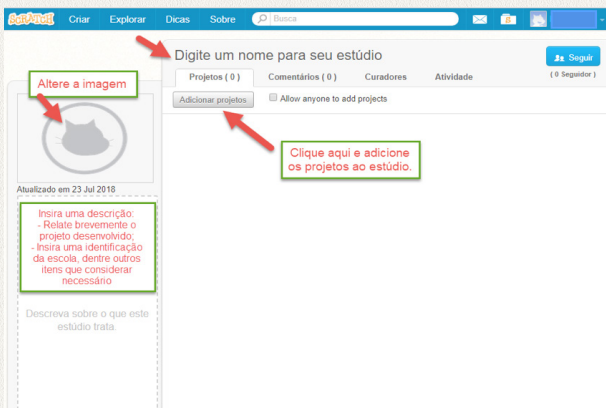 SCRATCH Criar Explorar Dicas Sobre Busca
Digite um nome para seu estúdio
Seguir
Projetos ( 0 ) Comentários ( 0 ) Curadores Atividade
( 0 Seguidor )
Altere a imagem
Adicionar projetos Allow anyone to add projects
Clique aqui e adicione
os projetos ao estúdio.
Atualizado em 23 Jul 2018
Insira uma descrição:
- Relate brevemente o
projeto desenvolvido;
- Insira uma identificação
da escola, dentre outros
itens que considerar
necessário
Descreva sobre o que este
estúdio trata.